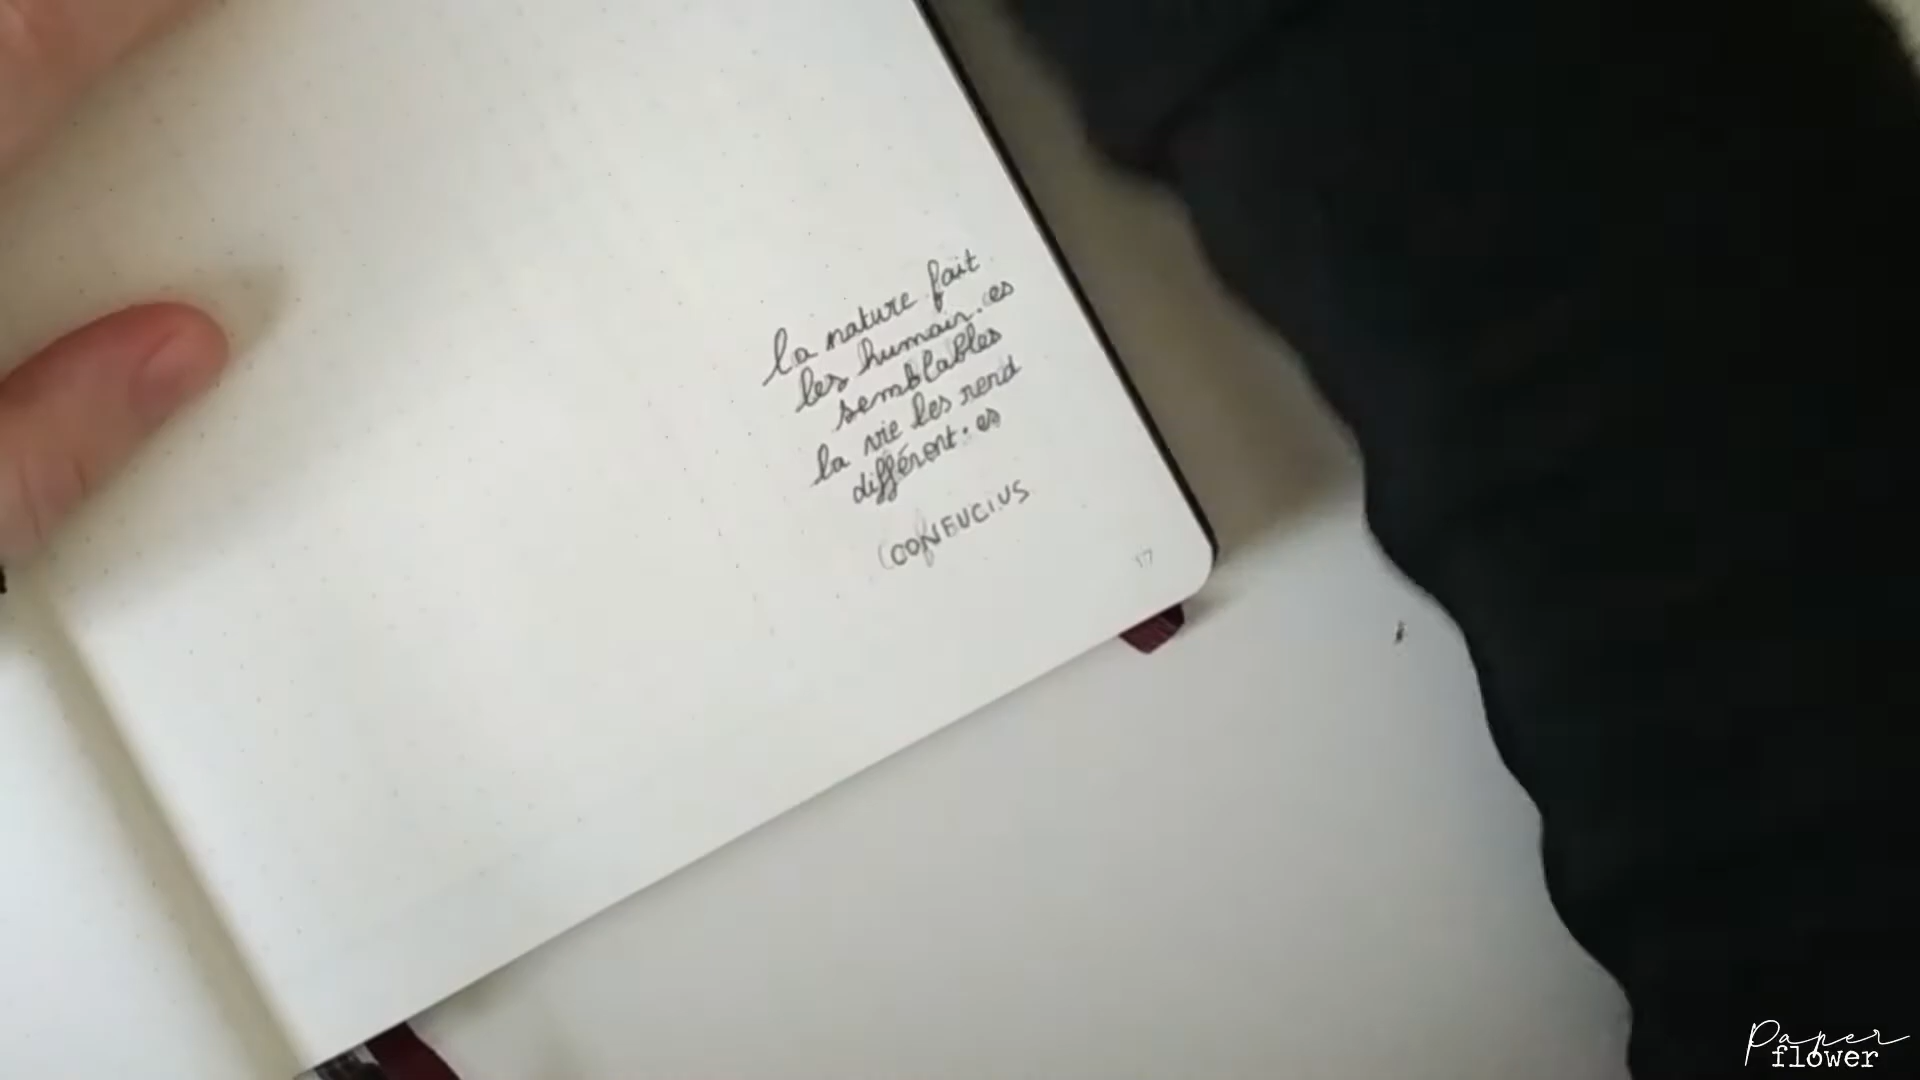 la nature fait
les humain.es
semblables
la vie les rend
différent.es
CONFUCIUS
17
Paper
flower